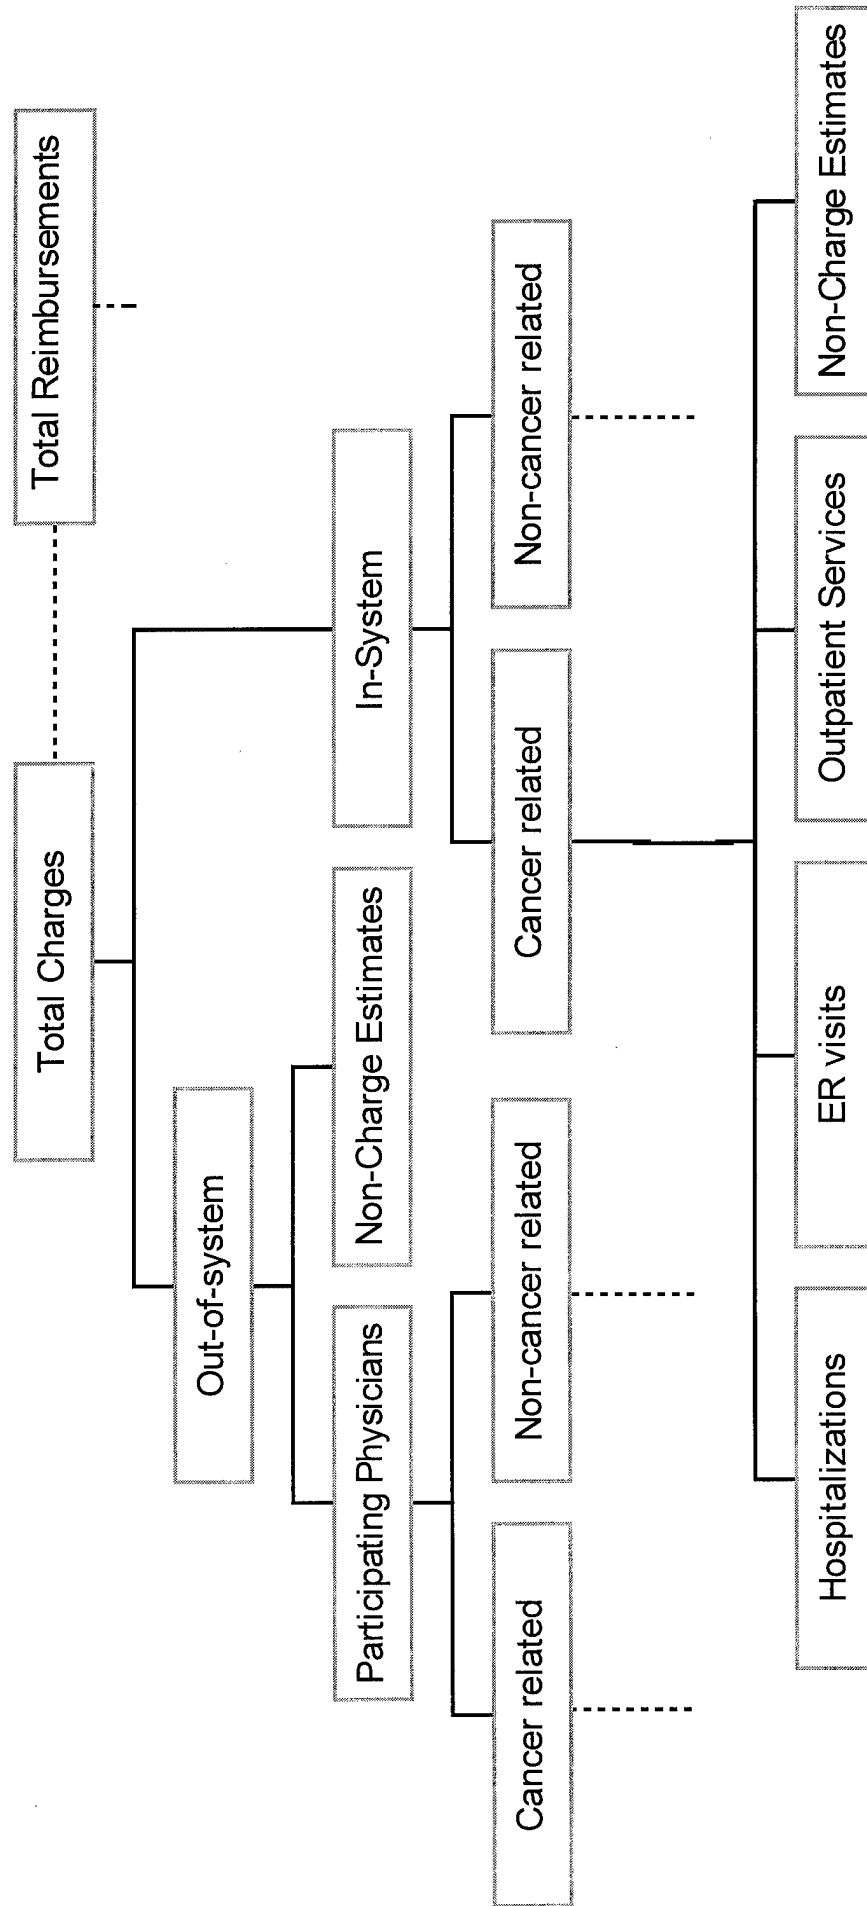 Total Charges
Total Reimbursements
Out-of-system
Participating Physicians
Non-Charge Estimates
In-System
Cancer related
Non-cancer related
Cancer related
Non-cancer related
Hospitalizations
ER visits
Outpatient Services
Non-Charge Estimates